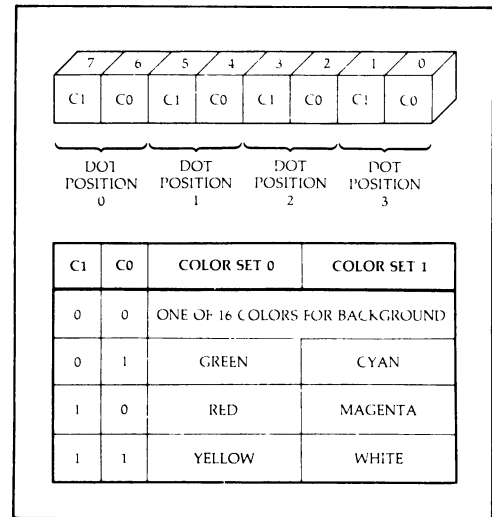 7 6 5 4 3 2 1 0
C1 C0 C1 C0 C1 C0 C1 C0
DOT DOT DOT DOT
POSITION POSITION POSITION POSITION
0 1 2 3
C1 C0 COLOR SET 0 COLOR SET 1
0 0 ONE OF 16 COLORS FOR BACKGROUND
0 1 GREEN CYAN
1 0 RED MAGENTA
1 1 YELLOW WHITE